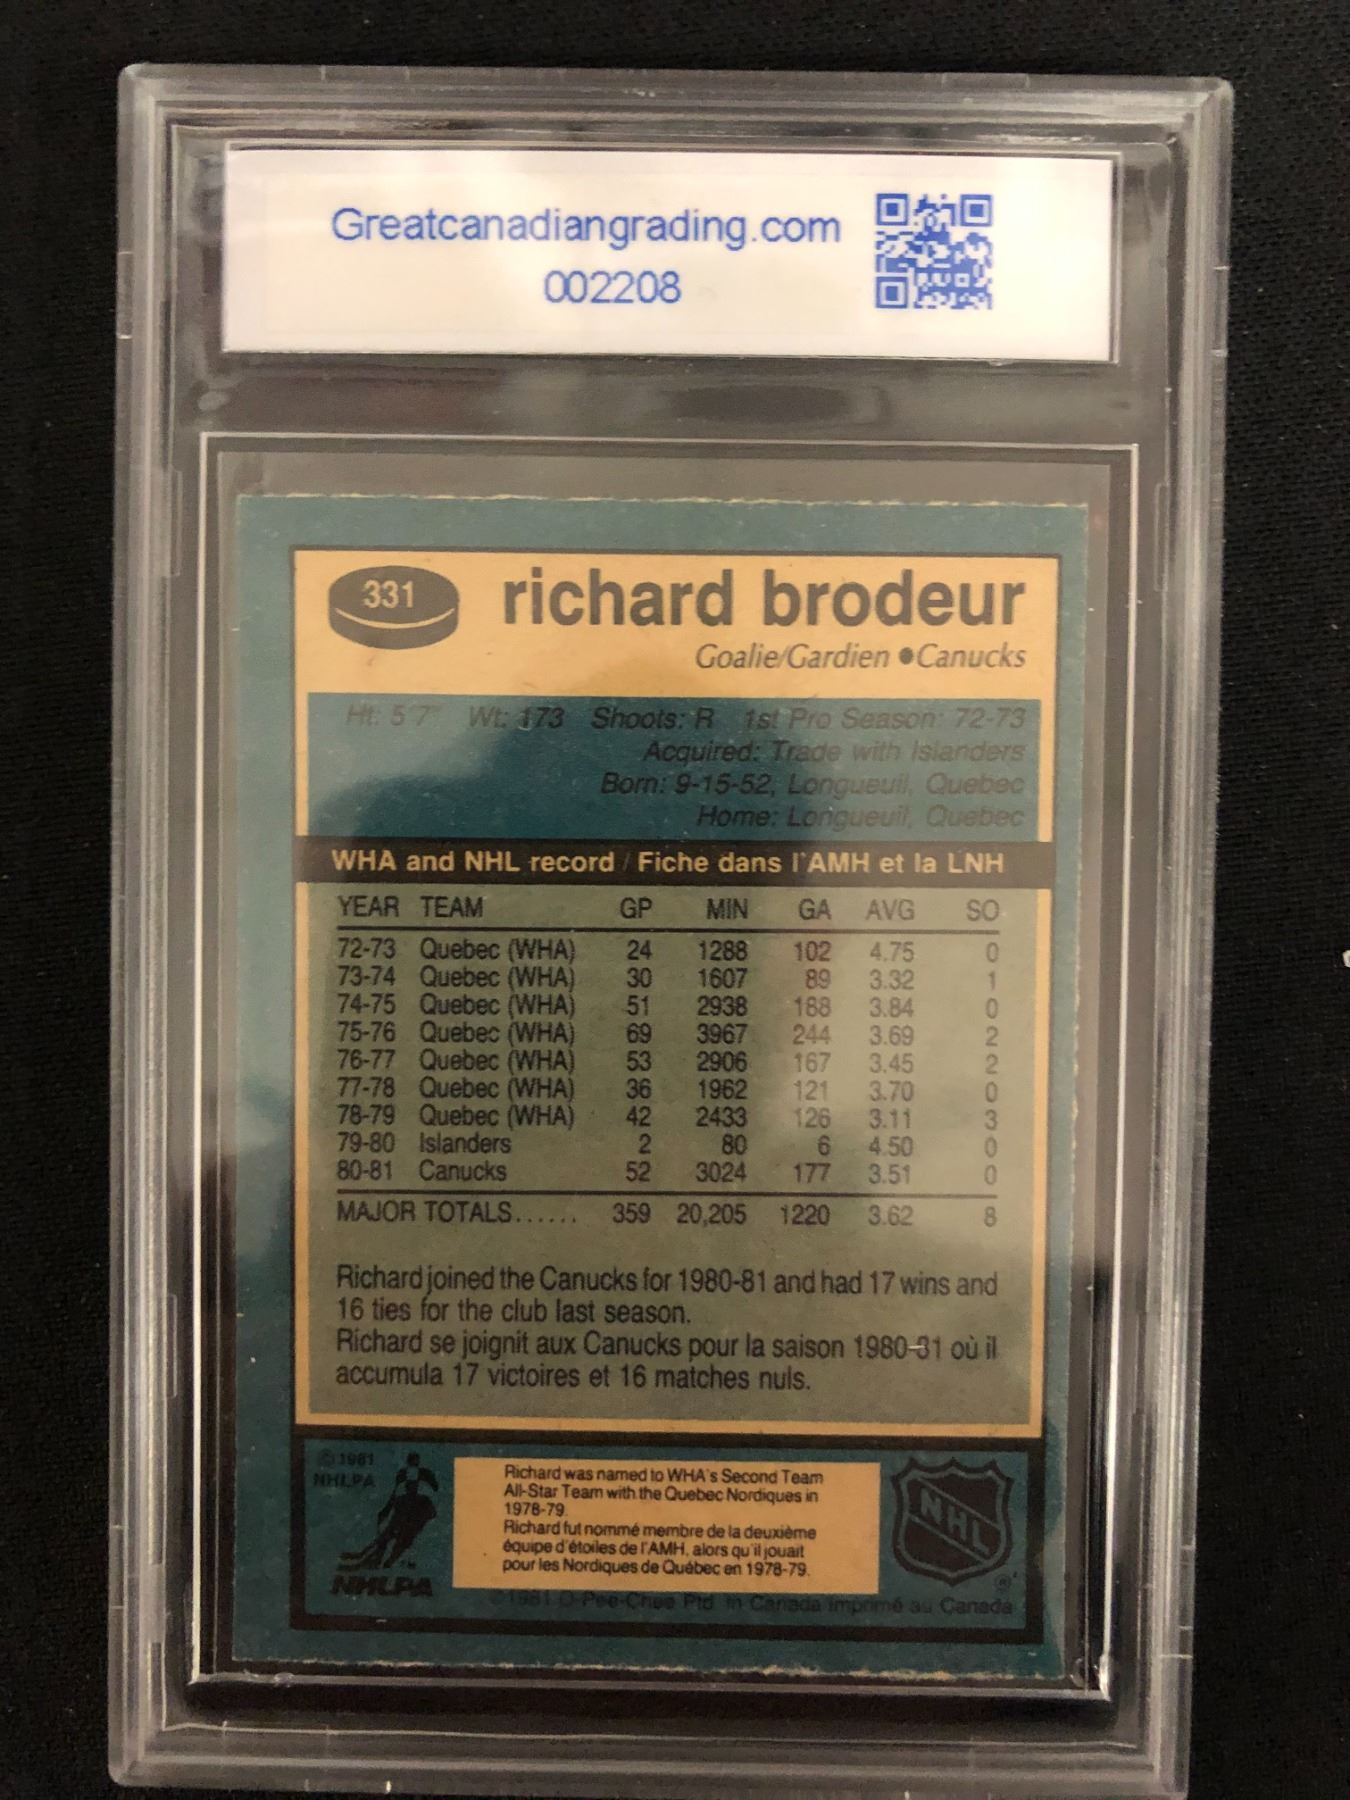 Greatcanadiangrading.com
002208
331
richard brodeur
Goalie/Gardien ●Canucks
Ht: 5'7" Wt: 173 Shoots: R 1st Pro Season: 72-73
Acquired: Trade with Islanders
Born: 9-15-52, Longueuil, Quebec
Home: Longueuil, Quebec
WHA and NHL record / Fiche dans l'AMH et la LNH
YEAR TEAM GP MIN GA AVG SO
72-73 Quebec (WHA) 24 1288 102 4.75 0
73-74 Quebec (WHA) 30 1607 89 3.32 1
74-75 Quebec (WHA) 51 2938 188 3.84 0
75-76 Quebec (WHA) 69 3967 244 3.69 2
76-77 Quebec (WHA) 53 2906 167 3.45 2
77-78 Quebec (WHA) 36 1962 121 3.70 0
78-79 Quebec (WHA) 42 2433 126 3.11 3
79-80 Islanders 2 80 6 4.50 0
80-81 Canucks 52 3024 177 3.51 0
MAJOR TOTALS...... 359 20,205 1220 3.62 8
Richard joined the Canucks for 1980-81 and had 17 wins and
16 ties for the club last season.
Richard se joignit aux Canucks pour la saison 1980-81 où il
accumula 17 victoires et 16 matches nuls.
© 1981
NHLPA
NHLPA
Richard was named to WHA's Second Team
All-Star Team with the Quebec Nordiques in
1978-79.
Richard fut nommé membre de la deuxième
équipe d'étoiles de l'AMH, alors qu'il jouait
pour les Nordiques de Québec en 1978-79.
NHL
®
©1981 O-Pee-Chee Ptd. in Canada Imprimé au Canada